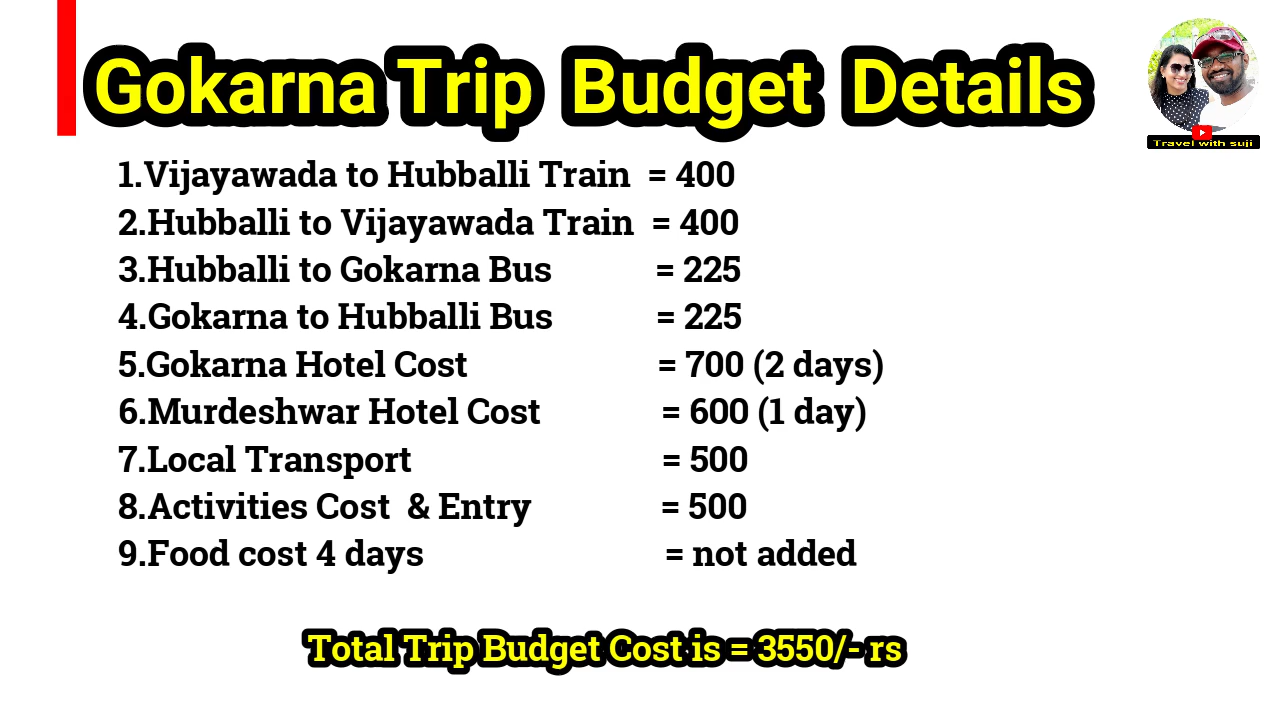 Gokarna Trip Budget Details
Travel with suji
1.Vijayawada to Hubballi Train = 400
2.Hubballi to Vijayawada Train = 400
3.Hubballi to Gokarna Bus = 225
4.Gokarna to Hubballi Bus = 225
5.Gokarna Hotel Cost = 700 (2 days)
6.Murdeshwar Hotel Cost = 600 (1 day)
7.Local Transport = 500
8.Activities Cost & Entry = 500
9.Food cost 4 days = not added
Total Trip Budget Cost is = 3550/- rs